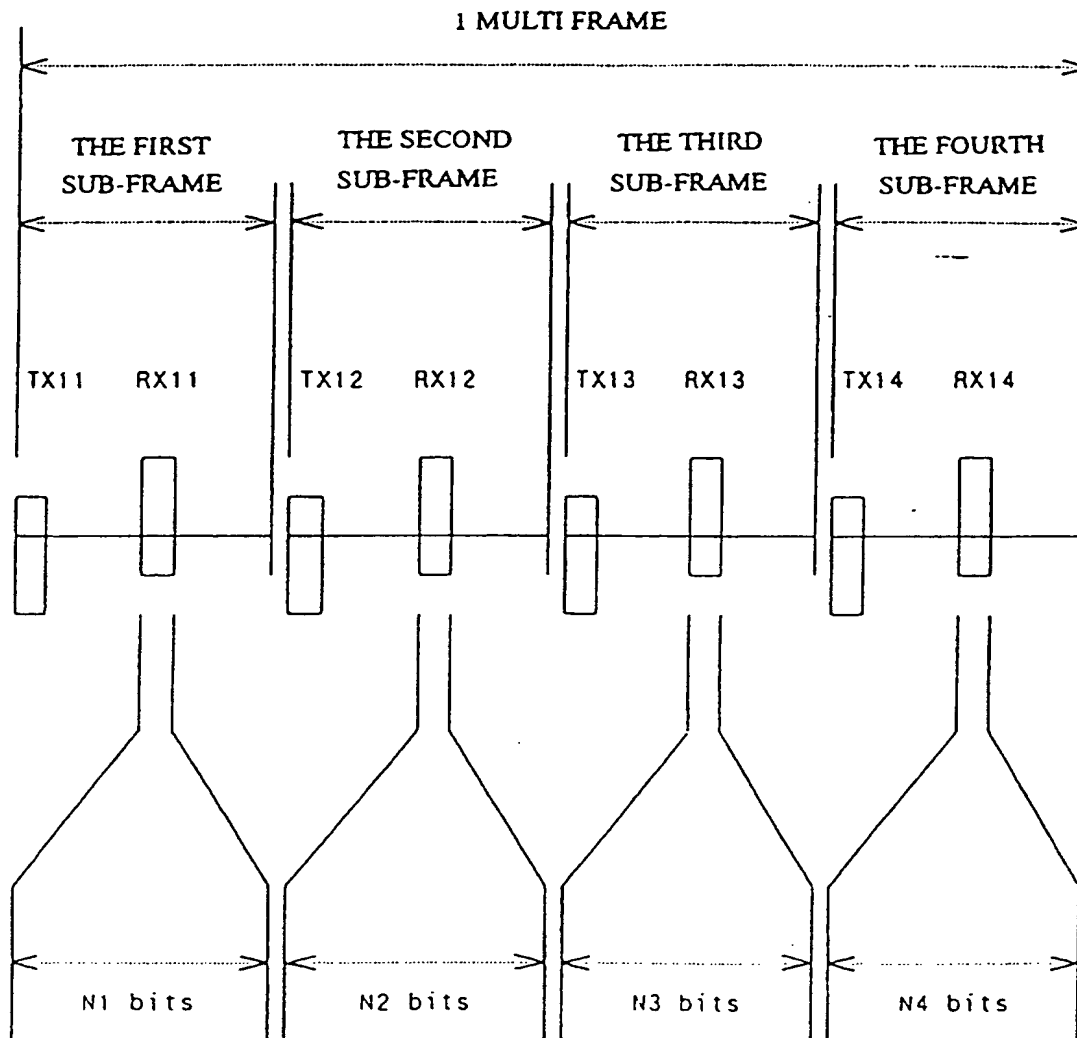 1 MULTI FRAME
THE FIRST
SUB-FRAME
THE SECOND
SUB-FRAME
THE THIRD
SUB-FRAME
THE FOURTH
SUB-FRAME
TX11 RX11 TX12 RX12 TX13 RX13 TX14 RX14
N1 bits N2 bits N3 bits N4 bits